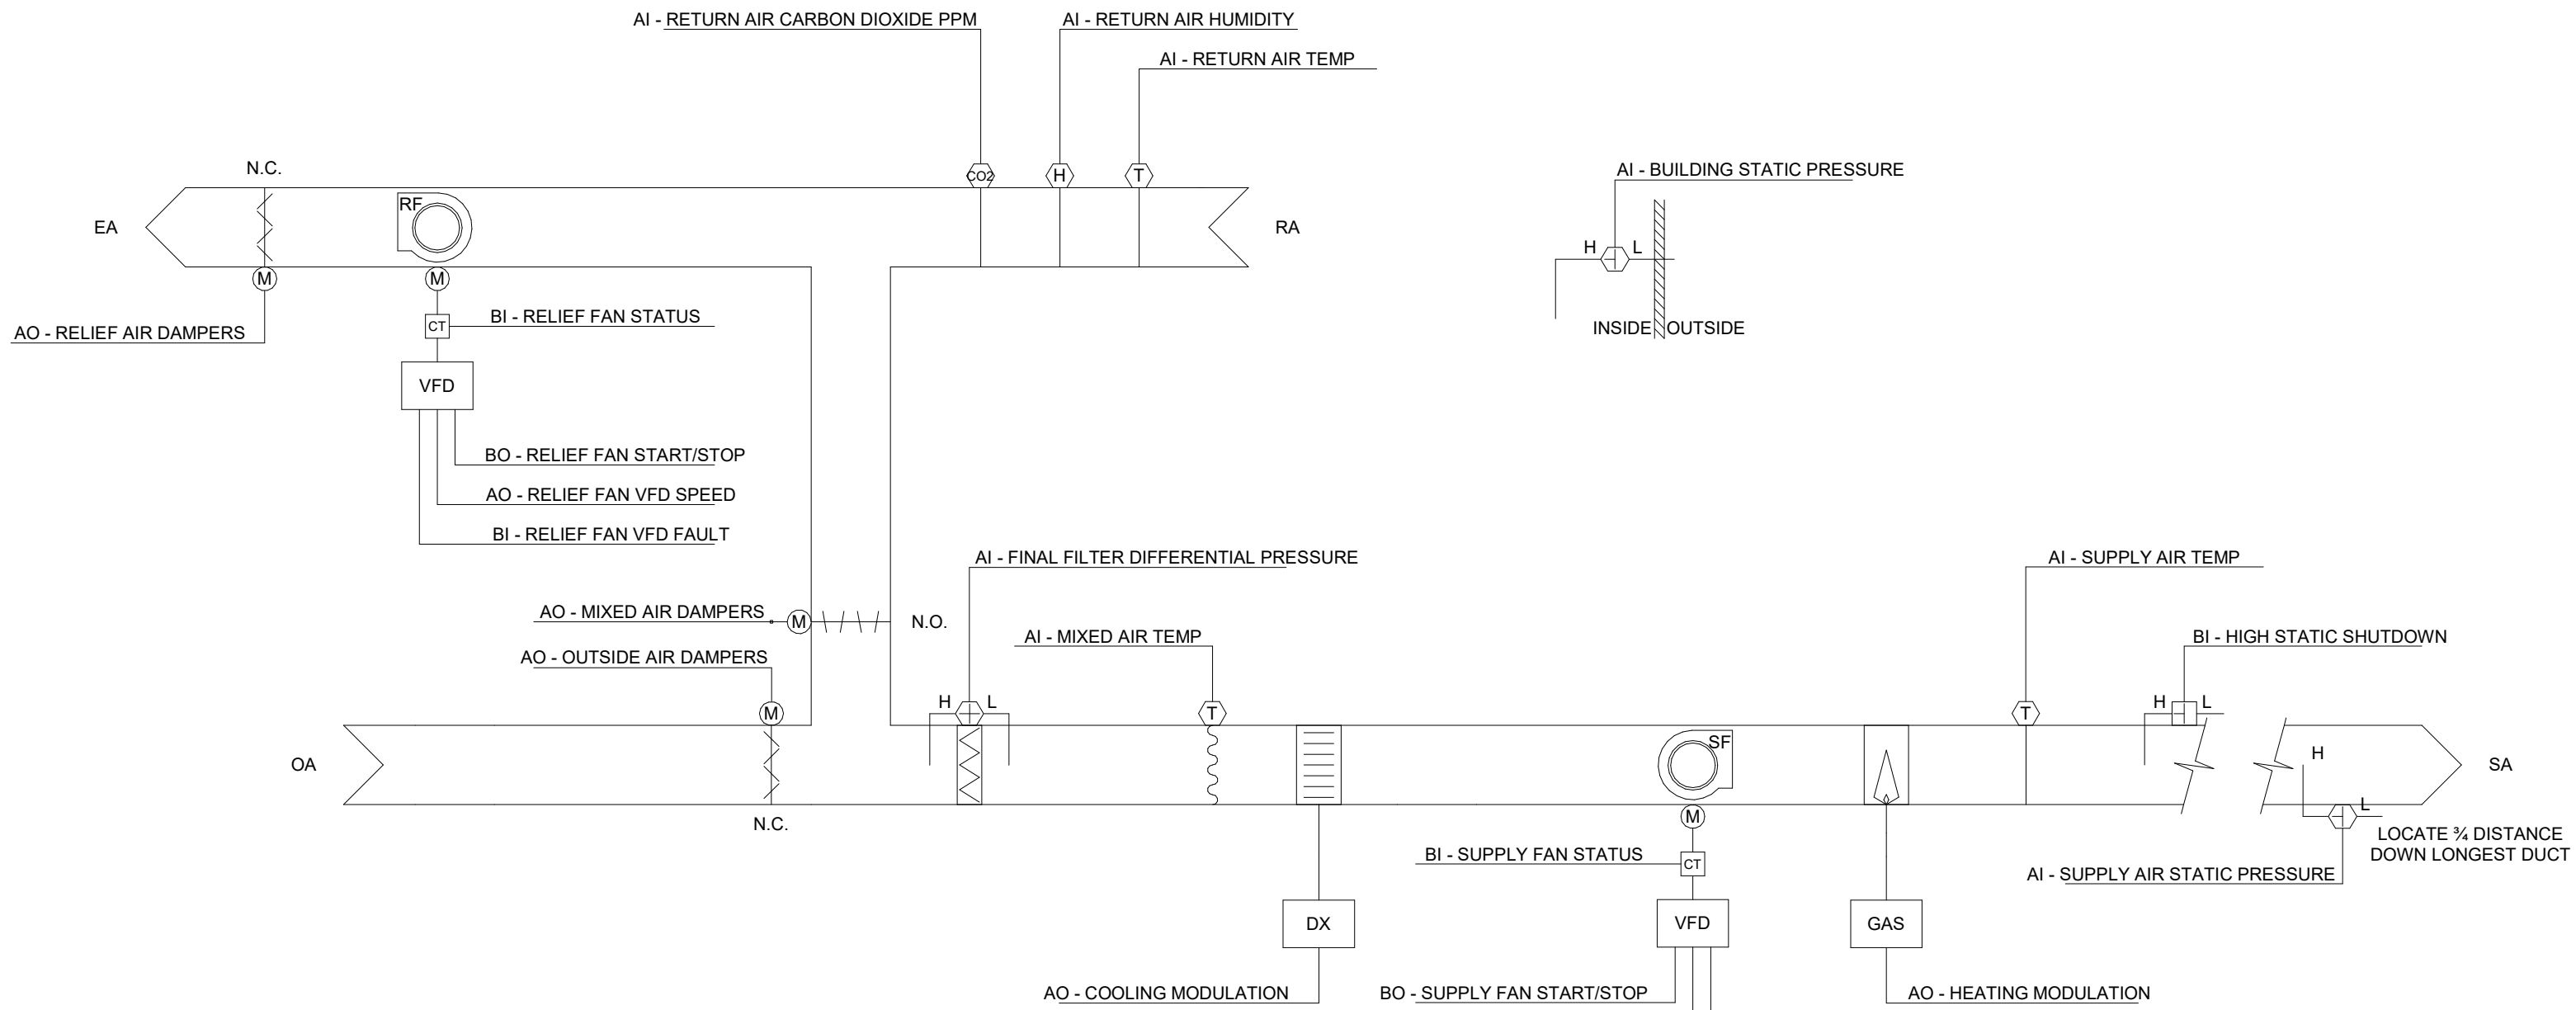 AI - RETURN AIR CARBON DIOXIDE PPM
AI - RETURN AIR HUMIDITY
AI - RETURN AIR TEMP
N.C.
CO2
H
T
AI - BUILDING STATIC PRESSURE
EA
RF
RA
H
L
M
M
INSIDE
OUTSIDE
AO - RELIEF AIR DAMPERS
CT
BI - RELIEF FAN STATUS
VFD
BO - RELIEF FAN START/STOP
AO - RELIEF FAN VFD SPEED
BI - RELIEF FAN VFD FAULT
AI - FINAL FILTER DIFFERENTIAL PRESSURE
AI - SUPPLY AIR TEMP
AO - MIXED AIR DAMPERS
M
N.O.
AI - MIXED AIR TEMP
BI - HIGH STATIC SHUTDOWN
AO - OUTSIDE AIR DAMPERS
M
H
L
T
T
H
L
OA
SF
H
SA
N.C.
M
L
LOCATE ¾ DISTANCE
DOWN LONGEST DUCT
BI - SUPPLY FAN STATUS
CT
AI - SUPPLY AIR STATIC PRESSURE
DX
VFD
GAS
AO - COOLING MODULATION
BO - SUPPLY FAN START/STOP
AO - HEATING MODULATION